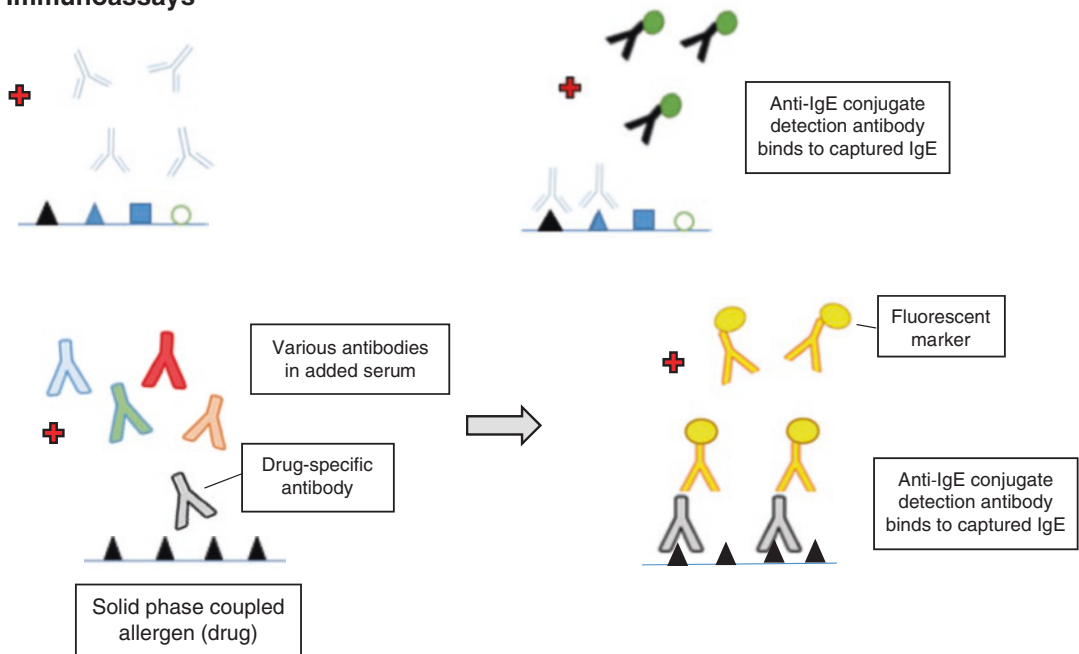 immunoassays
Anti-IgE conjugate
detection antibody
binds to captured IgE
Various antibodies
in added serum
Drug-specific
antibody
Solid phase coupled
allergen (drug)
Fluorescent
marker
Anti-IgE conjugate
detection antibody
binds to captured IgE